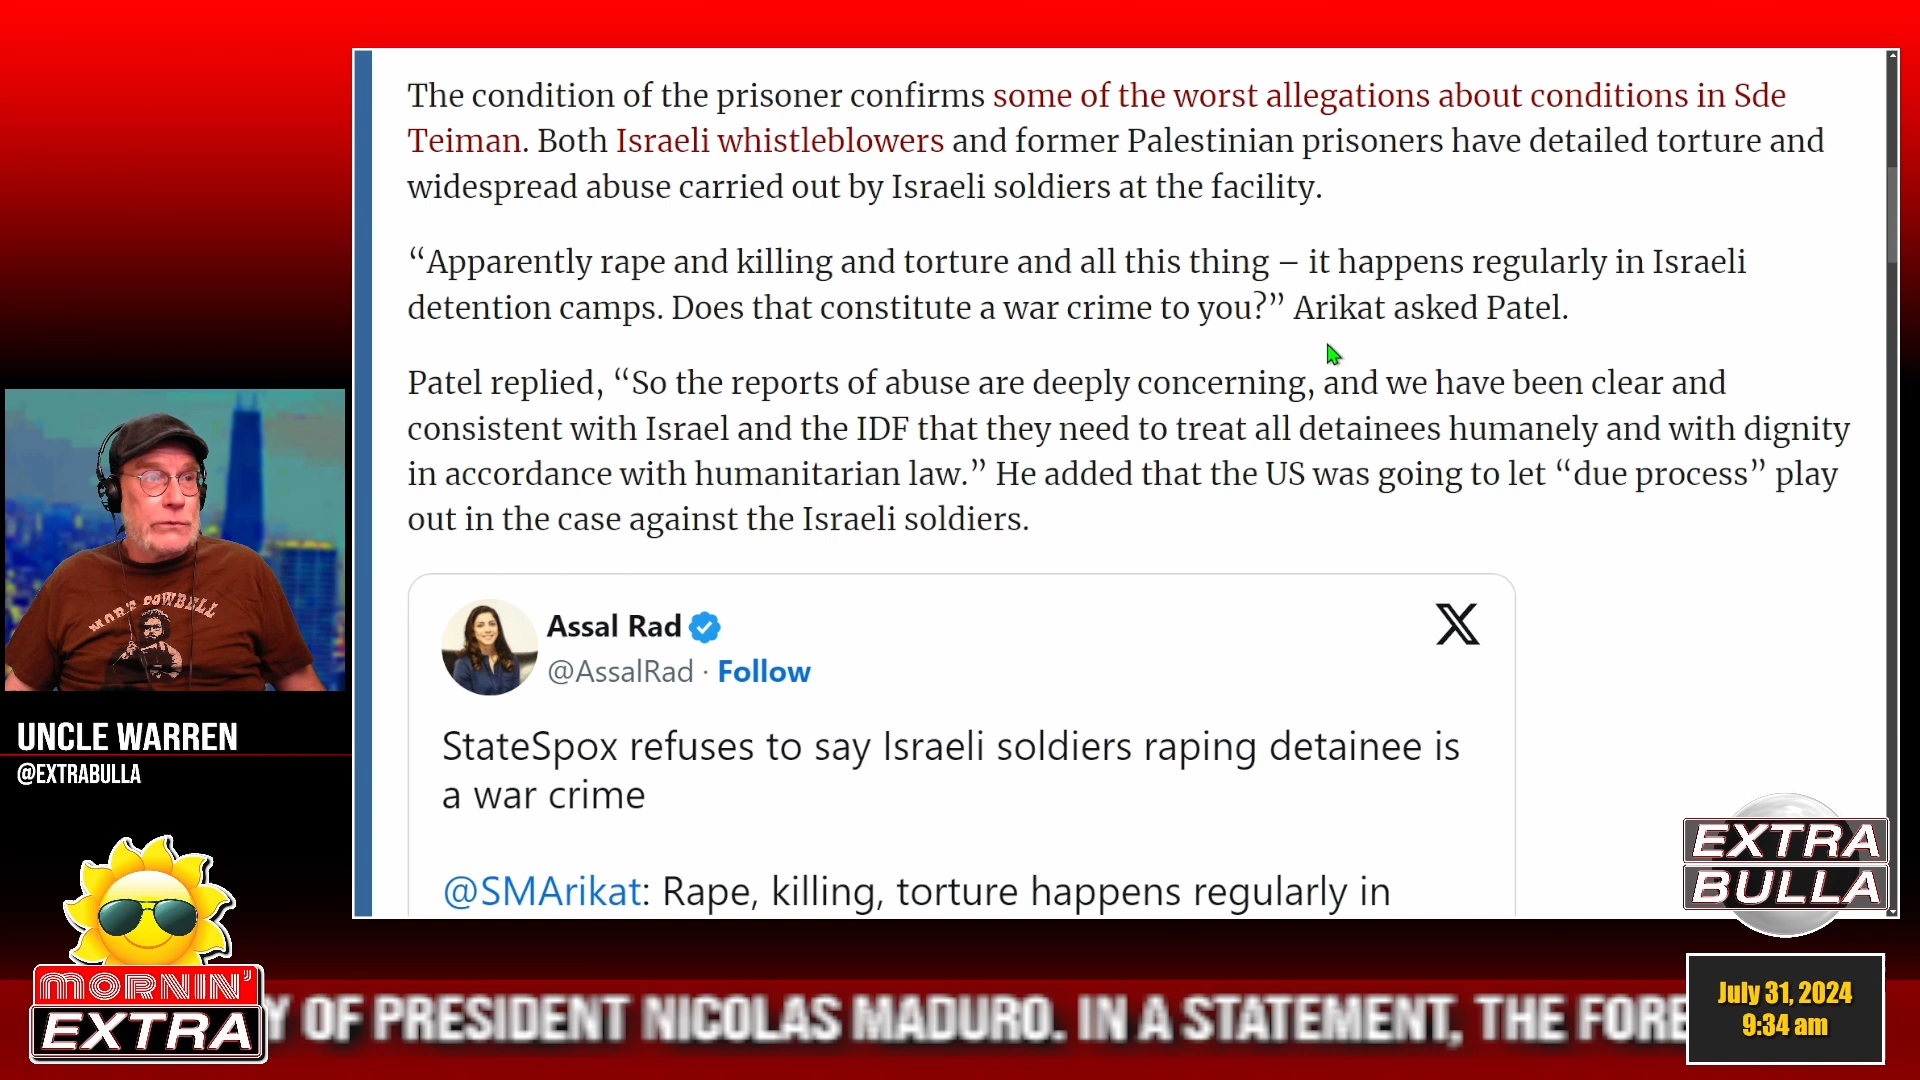 The condition of the prisoner confirms some of the worst allegations about conditions in Sde
Teiman. Both Israeli whistleblowers and former Palestinian prisoners have detailed torture and
widespread abuse carried out by Israeli soldiers at the facility.
“Apparently rape and killing and torture and all this thing – it happens regularly in Israeli
detention camps. Does that constitute a war crime to you?” Arikat asked Patel.
Patel replied, “So the reports of abuse are deeply concerning, and we have been clear and
consistent with Israel and the IDF that they need to treat all detainees humanely and with dignity
in accordance with humanitarian law.” He added that the US was going to let “due process” play
out in the case against the Israeli soldiers.
Assal Rad
@AssalRad · Follow
X
StateSpox refuses to say Israeli soldiers raping detainee is
a war crime
@SMArikat: Rape, killing, torture happens regularly in
MORE COWBELL
UNCLE WARREN
@EXTRABULLA
MORNIN'
EXTRA
EXTRA
BULLA
Y OF PRESIDENT NICOLAS MADURO. IN A STATEMENT, THE FORE
July 31, 2024
9:34 am